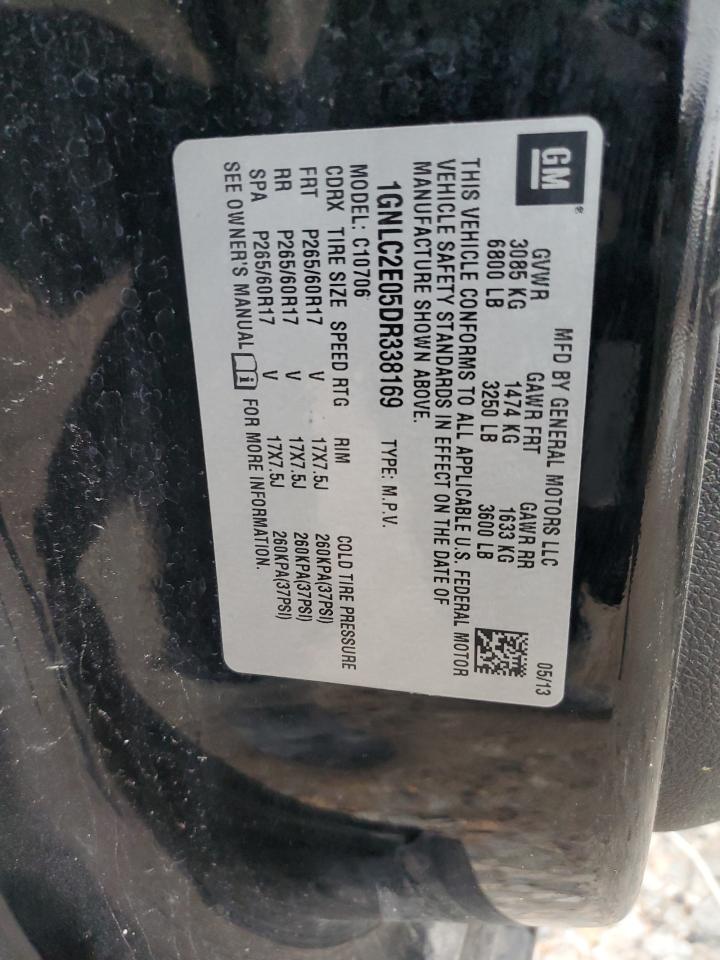 GM
MFD BY GENERAL MOTORS LLC 05/13
GVWR GAWR FRT GAWR RR
3085 KG 1474 KG 1633 KG
6800 LB 3250 LB 3600 LB
THIS VEHICLE CONFORMS TO ALL APPLICABLE U.S. FEDERAL MOTOR
VEHICLE SAFETY STANDARDS IN EFFECT ON THE DATE OF
MANUFACTURE SHOWN ABOVE.
1GNLC2E05DR338169 TYPE: M.P.V.
MODEL: C10706
CDRX TIRE SIZE SPEED RTG RIM COLD TIRE PRESSURE
FRT P265/60R17 V 17X7.5J 260KPA(37PSI)
RR P265/60R17 V 17X7.5J 260KPA(37PSI)
SPA P265/60R17 V 17X7.5J 260KPA(37PSI)
SEE OWNER'S MANUAL FOR MORE INFORMATION.